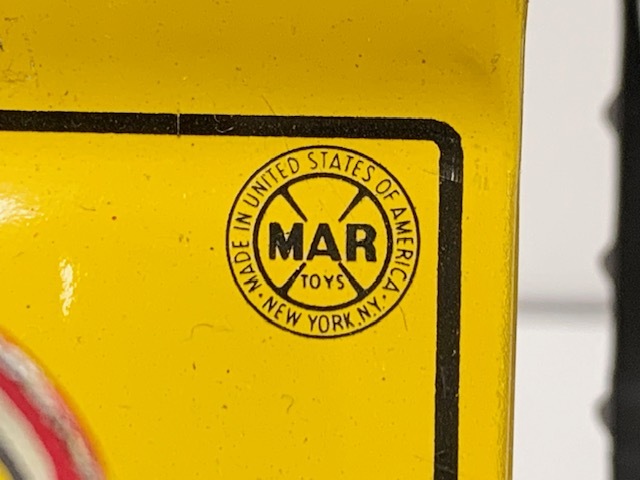 MADE IN UNITED STATES OF AMERICA
MAR
TOYS
NEW YORK, N.Y.